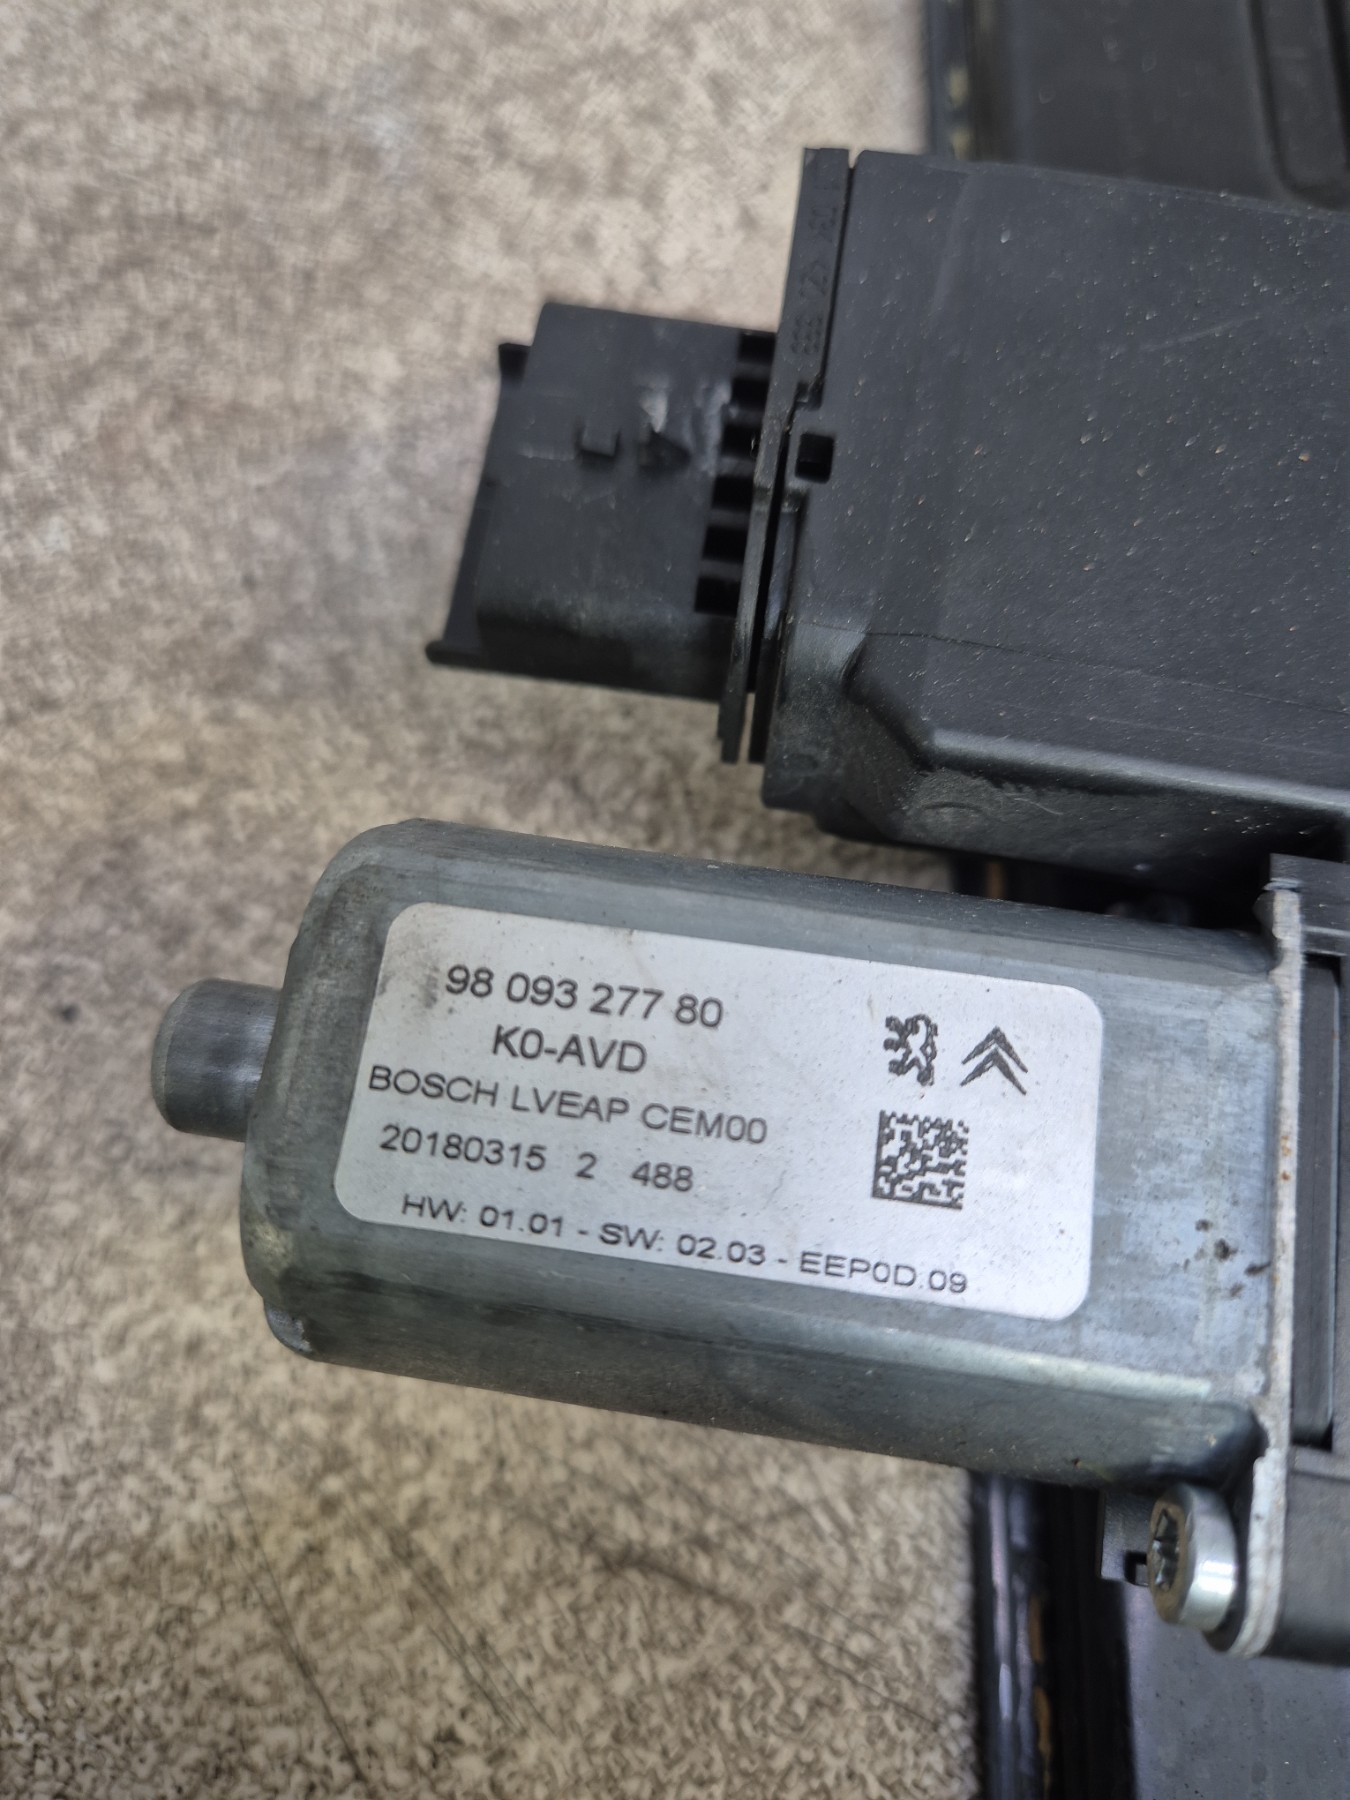 98 093 277 80
K0-AVD
BOSCH LVEAP CEM00
20180315 2 488
HW: 01.01 - SW: 02.03 - EEP0D.09